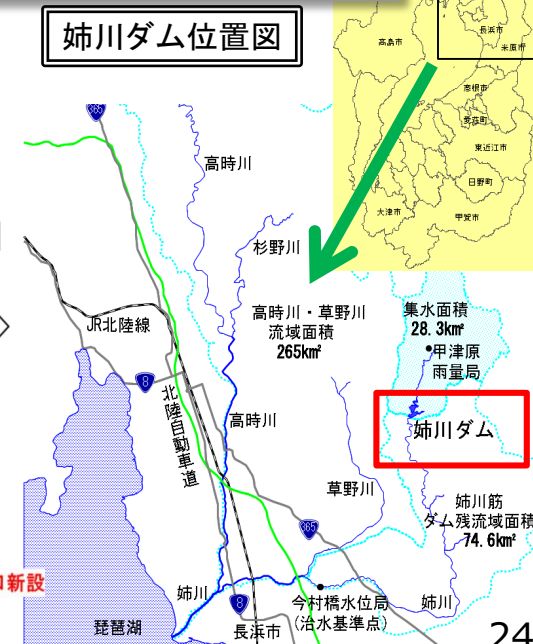 姉川ダム位置図
高島市
長浜市
米原市
彦根市
愛荘町
東近江市
日野町
大津市
甲賀市
365
高時川
杉野川
高時川・草野川
流域面積
265k㎡
集水面積
28.3k㎡
甲津原
雨量局
JR北陸線
8
北陸自動車道
高時川
姉川ダム
草野川
365
姉川筋
ダム残流域面積
74.6k㎡
新設
姉川
8
今村橋水位局
(治水基準点)
姉川
琵琶湖
長浜市
24